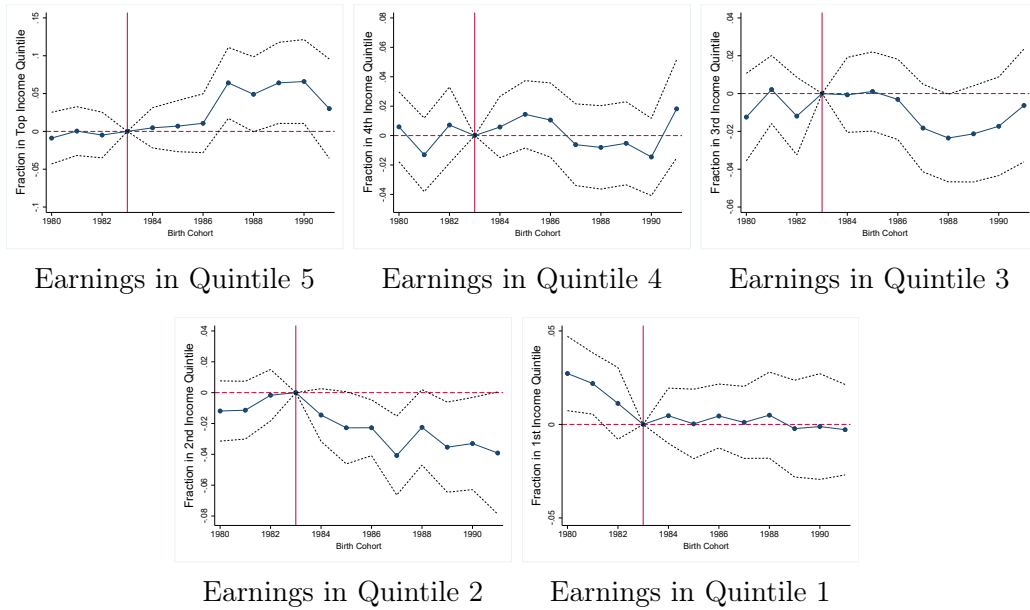 Fraction in Top Income Quintile
.15
.1
.05
0
-.05
-.1
1980 1982 1984 1986 1988 1990
Birth Cohort
Earnings in Quintile 5
Fraction in 4th Income Quintile
.08
.06
.04
.02
0
-.02
-.04
1980 1982 1984 1986 1988 1990
Birth Cohort
Earnings in Quintile 4
Fraction in 3rd Income Quintile
.04
.02
0
-.02
-.04
-.06
1980 1982 1984 1986 1988 1990
Birth Cohort
Earnings in Quintile 3
Fraction in 2nd Income Quintile
.04
.02
0
-.02
-.04
-.06
-.08
1980 1982 1984 1986 1988 1990
Birth Cohort
Earnings in Quintile 2
Fraction in 1st Income Quintile
.05
0
-.05
1980 1982 1984 1986 1988 1990
Birth Cohort
Earnings in Quintile 1